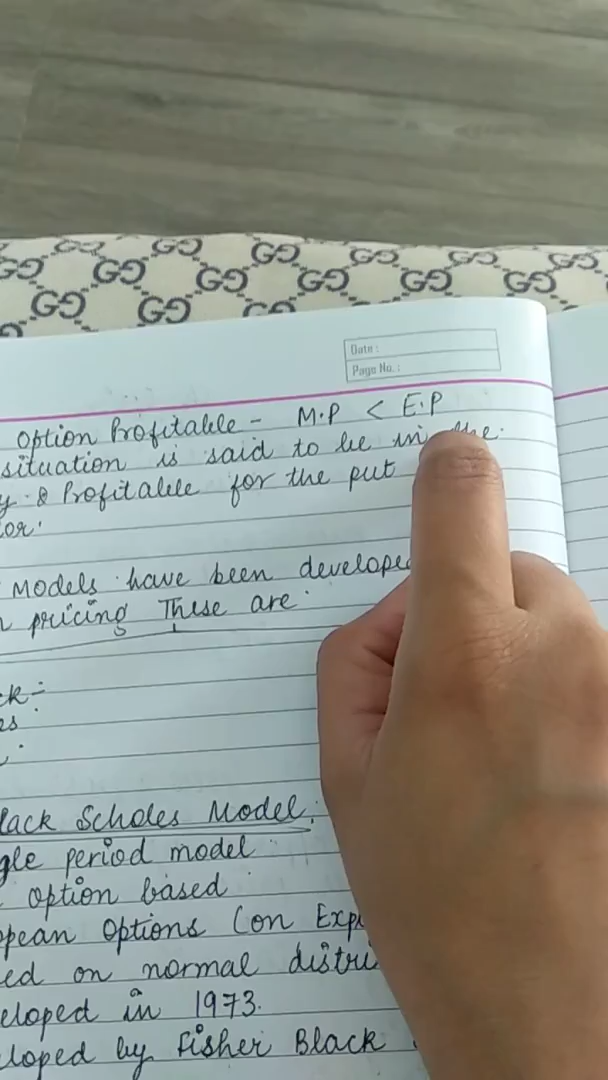 Date :
Page No. :
Option Profitable - M.P < E.P
situation is said to be in the
y & Profitable for the put
or.
Models have been develope
pricing These are
lack Scholes Model.
gle period model
option based
opean Options (on Exp
ed on normal distri
eloped in 1973.
loped by Fisher Black